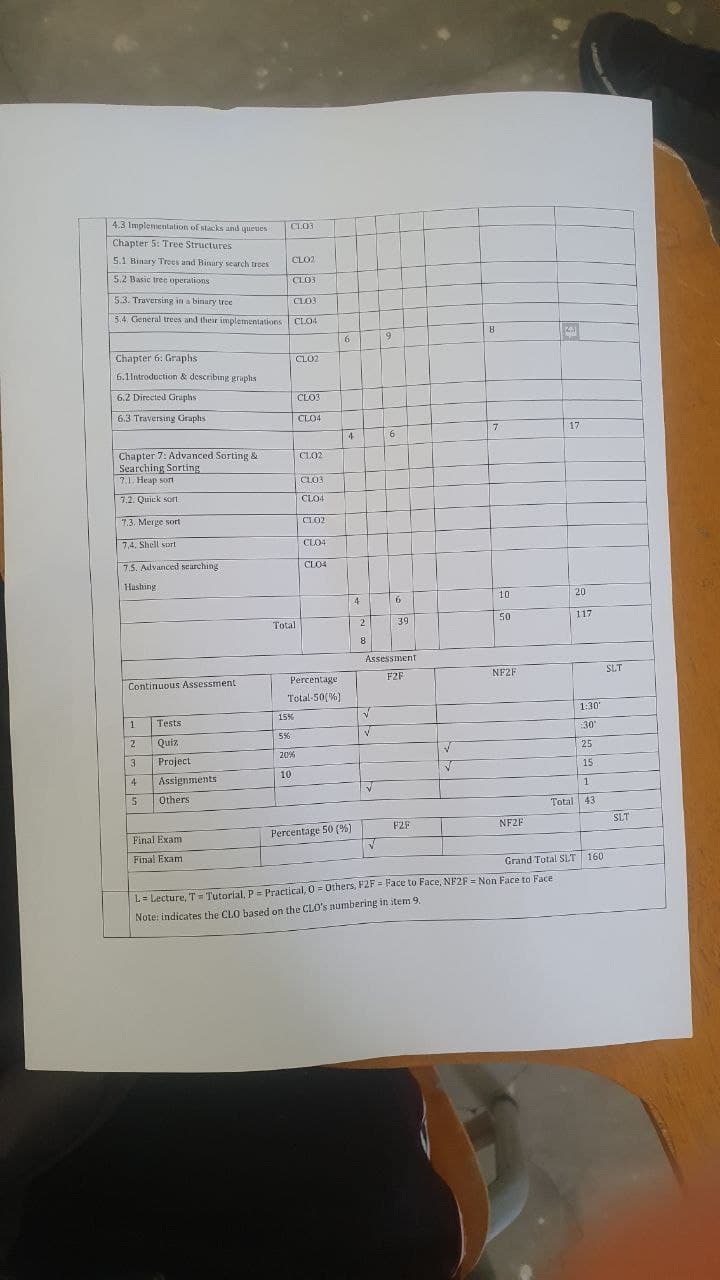 4.3 Implementation of stacks and queues CLO3
Chapter 5: Tree Structures
5.1 Binary Trees and Binary search trees CLO2
5.2 Basic tree operations CLO3
5.3. Traversing in a binary tree CLO3
5.4. General trees and their implementations CLO4
6 9 8
Chapter 6: Graphs CLO2
6.1Introduction & describing graphs
6.2 Directed Graphs CLO3
6.3 Traversing Graphs CLO4
4 6 7 17
Chapter 7: Advanced Sorting & CLO2
Searching Sorting
7.1. Heap sort CLO3
7.2. Quick sort CLO4
7.3. Merge sort CLO2
7.4. Shell sort CLO4
7.5. Advanced searching CLO4
Hashing
4 6 10 20
Total 2 39 50 117
8
Assessment
Continuous Assessment Percentage F2F NF2F SLT
Total-50(%)
1 Tests 15% √ 1:30'
2 Quiz 5% √ :30'
3 Project 20% √ 25
4 Assignments 10 √ 15
5 Others √ 1
Total 43
Final Exam Percentage 50 (%) F2F NF2F SLT
Final Exam √
Grand Total SLT 160
L = Lecture, T = Tutorial, P = Practical, O = Others, F2F = Face to Face, NF2F = Non Face to Face
Note: indicates the CLO based on the CLO's numbering in item 9.